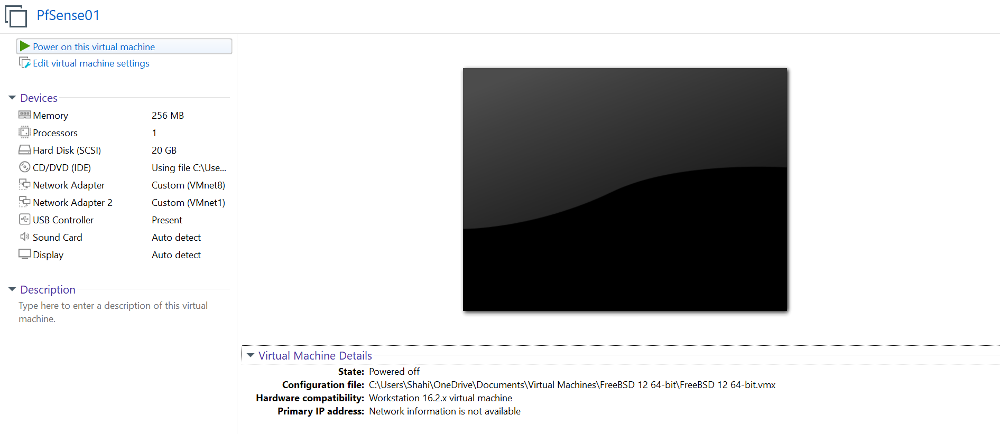 PfSense01
Power on this virtual machine
Edit virtual machine settings
Devices
Memory 256 MB
Processors 1
Hard Disk (SCSI) 20 GB
CD/DVD (IDE) Using file C:\Use...
Network Adapter Custom (VMnet8)
Network Adapter 2 Custom (VMnet1)
USB Controller Present
Sound Card Auto detect
Display Auto detect
Description
Type here to enter a description of this virtual
machine.
Virtual Machine Details
State: Powered off
Configuration file: C:\Users\Shahi\OneDrive\Documents\Virtual Machines\FreeBSD 12 64-bit\FreeBSD 12 64-bit.vmx
Hardware compatibility: Workstation 16.2.x virtual machine
Primary IP address: Network information is not available